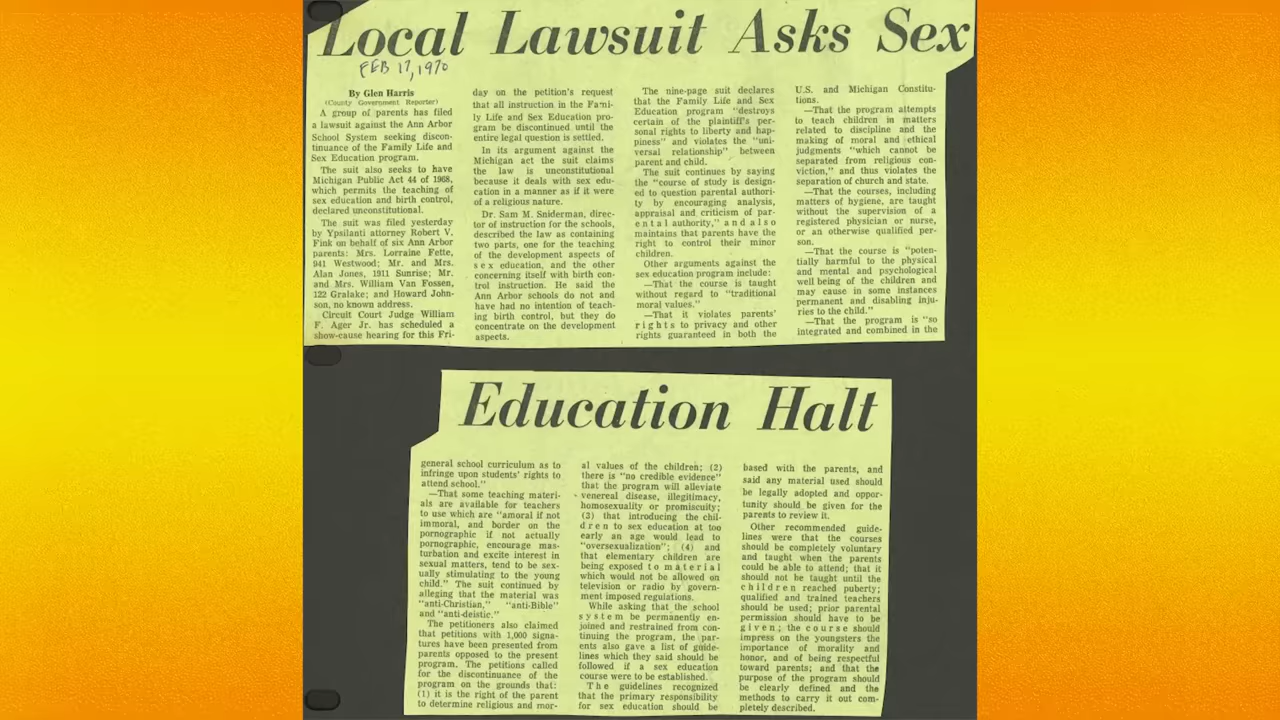 Local Lawsuit Asks Sex
FEB 17, 1970
By Glen Harris
(County Government Reporter)
A group of parents has filed
a lawsuit against the Ann Arbor
School System seeking discon-
tinuance of the Family Life and
Sex Education program.
The suit also seeks to have
Michigan Public Act 44 of 1968,
which permits the teaching of
sex education and birth control,
declared unconstitutional.
The suit was filed yesterday
by Ypsilanti attorney Robert V.
Fink on behalf of six Ann Arbor
parents: Mrs. Lorraine Fette,
941 Westwood; Mr. and Mrs.
Alan Jones, 1911 Sunrise; Mr.
and Mrs. William Van Fossen,
122 Gralake; and Howard John-
son, no known address.
Circuit Court Judge William
F. Ager Jr. has scheduled a
show-cause hearing for this Fri-
day on the petition's request
that all instruction in the Fami-
ly Life and Sex Education pro-
gram be discontinued until the
entire legal question is settled.
In its argument against the
Michigan act the suit claims
the law is unconstitutional
because it deals with sex edu-
cation in a manner as if it were
of a religious nature.
Dr. Sam M. Sniderman, direc-
tor of instruction for the schools,
described the law as containing
two parts, one for the teaching
of the development aspects of
sex education, and the other
concerning itself with birth con-
trol instruction. He said the
Ann Arbor schools do not and
have had no intention of teach-
ing birth control, but they do
concentrate on the development
aspects.
The nine-page suit declares
that the Family Life and Sex
Education program "destroys
certain of the plaintiff's per-
sonal rights to liberty and hap-
piness" and violates the "uni-
versal relationship" between
parent and child.
The suit continues by saying
the "course of study is design-
ed to question parental authori-
ty by encouraging analysis,
appraisal and criticism of par-
ental authority," and also
maintains that parents have the
right to control their minor
children.
Other arguments against the
sex education program include:
—That the course is taught
without regard to "traditional
moral values."
—That it violates parents'
rights to privacy and other
rights guaranteed in both the
U.S. and Michigan Constitu-
tions.
—That the program attempts
to teach children in matters
related to discipline and the
making of moral and ethical
judgments "which cannot be
separated from religious con-
viction," and thus violates the
separation of church and state.
—That the courses, including
matters of hygiene, are taught
without the supervision of a
registered physician or nurse,
or an otherwise qualified per-
son.
—That the course is "poten-
tially harmful to the physical
and mental and psychological
well being of the children and
may cause in some instances
permanent and disabling inju-
ries to the child."
—That the program is "so
integrated and combined in the
Education Halt
general school curriculum as to
infringe upon students' rights to
attend school."
—That some teaching materi-
als are available for teachers
to use which are "amoral if not
immoral, and border on the
pornographic if not actually
pornographic, encourage mas-
turbation and excite interest in
sexual matters, tend to be sex-
ually stimulating to the young
child." The suit continued by
alleging that the material was
"anti-Christian," "anti-Bible"
and "anti-deistic."
The petitioners also claimed
that petitions with 1,000 signa-
tures have been presented from
parents opposed to the present
program. The petitions called
for the discontinuance of the
program on the grounds that:
(1) it is the right of the parent
to determine religious and mor-
al values of the children; (2)
there is "no credible evidence"
that the program will alleviate
venereal disease, illegitimacy,
homosexuality or promiscuity;
(3) that introducing the chil-
dren to sex education at too
early an age would lead to
"oversexualization"; (4) and
that elementary children are
being exposed to material
which would not be allowed on
television or radio by govern-
ment imposed regulations.
While asking that the school
system be permanently en-
joined and restrained from con-
tinuing the program, the par-
ents also gave a list of guide-
lines which they said should be
followed if a sex education
course were to be established.
The guidelines recognized
that the primary responsibility
for sex education should be
based with the parents, and
said any material used should
be legally adopted and oppor-
tunity should be given for the
parents to review it.
Other recommended guide-
lines were that the courses
should be completely voluntary
and taught when the parents
could be able to attend; that it
should not be taught until the
children reached puberty;
qualified and trained teachers
should be used; prior parental
permission should have to be
given; the course should
impress on the youngsters the
importance of morality and
honor, and of being respectful
toward parents; and that the
purpose of the program should
be clearly defined and the
methods to carry it out com-
pletely described.